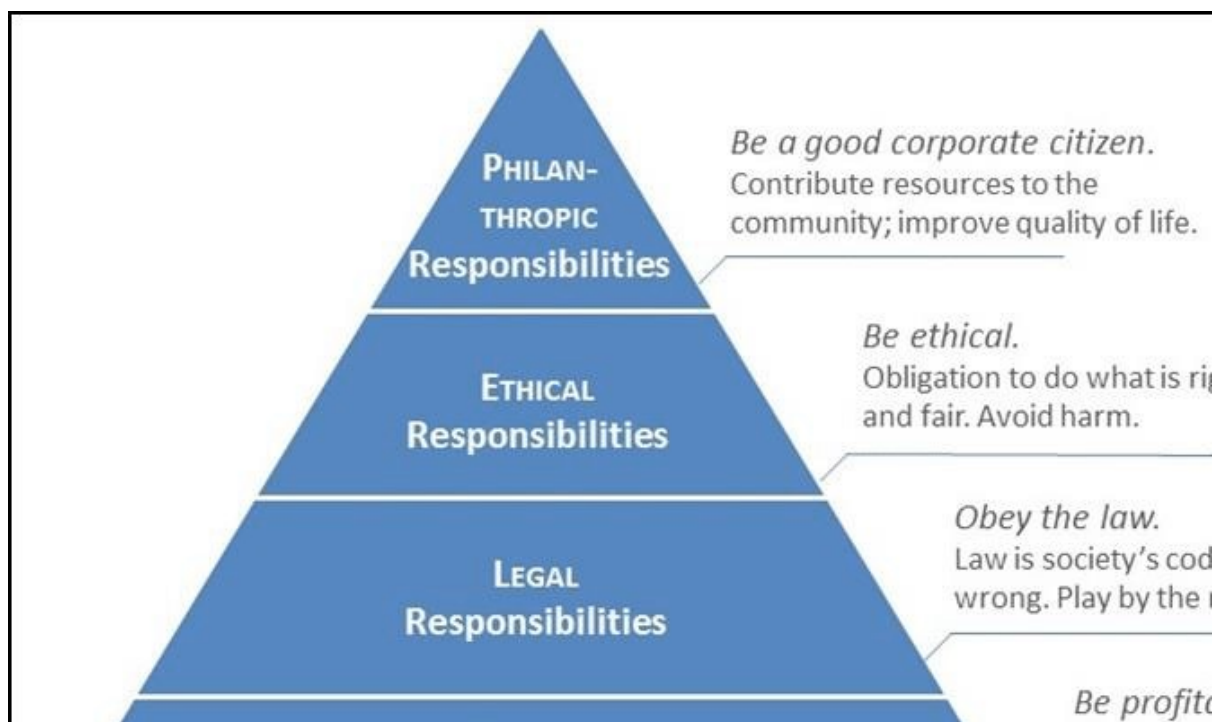 PHILAN-
THROPIC
Responsibilities
Be a good corporate citizen.
Contribute resources to the
community; improve quality of life.
ETHICAL
Responsibilities
Be ethical.
Obligation to do what is
and fair. Avoid harm.
LEGAL
Responsibilities
Obey the law.
Law is society's
wrong. Play by the
Be